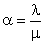 α = λ/μ